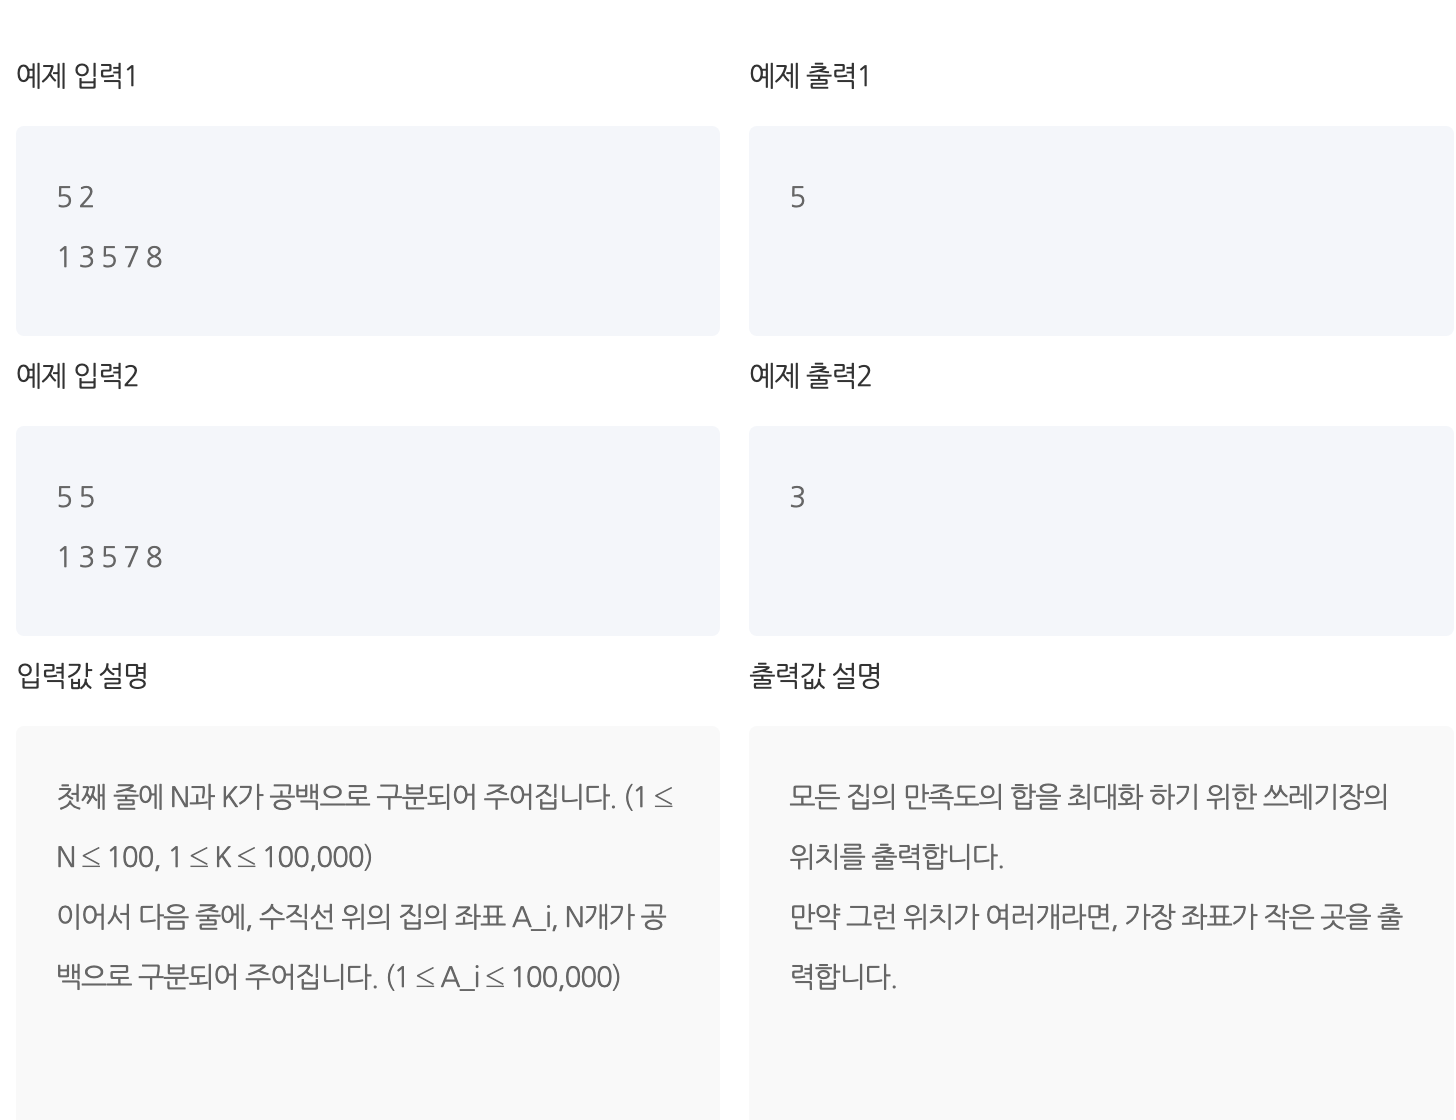 예제 입력1
예제 출력1
5 2
1 3 5 7 8
5
예제 입력2
예제 출력2
5 5
1 3 5 7 8
3
입력값 설명
첫째 줄에 N과 K가 공백으로 구분되어 주어집니다. (1 ≤
N ≤ 100, 1 ≤ K ≤ 100,000)
이어서 다음 줄에, 수직선 위의 집의 좌표 A_i, N개가 공
백으로 구분되어 주어집니다. (1 ≤ A_i ≤ 100,000)
출력값 설명
모든 집의 만족도의 합을 최대화 하기 위한 쓰레기장의
위치를 출력합니다.
만약 그런 위치가 여러개라면, 가장 좌표가 작은 곳을 출
력합니다.